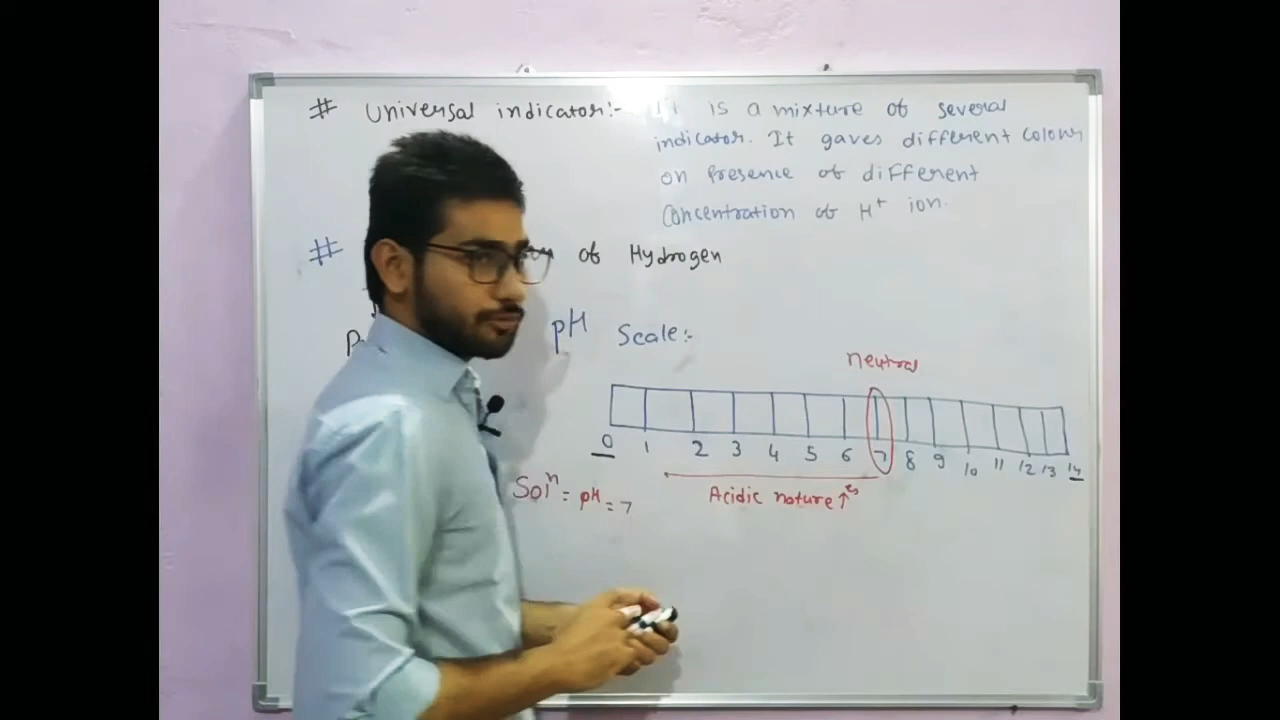 # Universal indicator:- It is a mixture of several
indicator. It gaves different colour
on presence of different
concentration of H⁺ ion.
# of Hydrogen
pH Scale:-
neutral
0 1 2 3 4 5 6 7 8 9 10 11 12 13 14
Solⁿ = pH = 7
Acidic nature ↑es